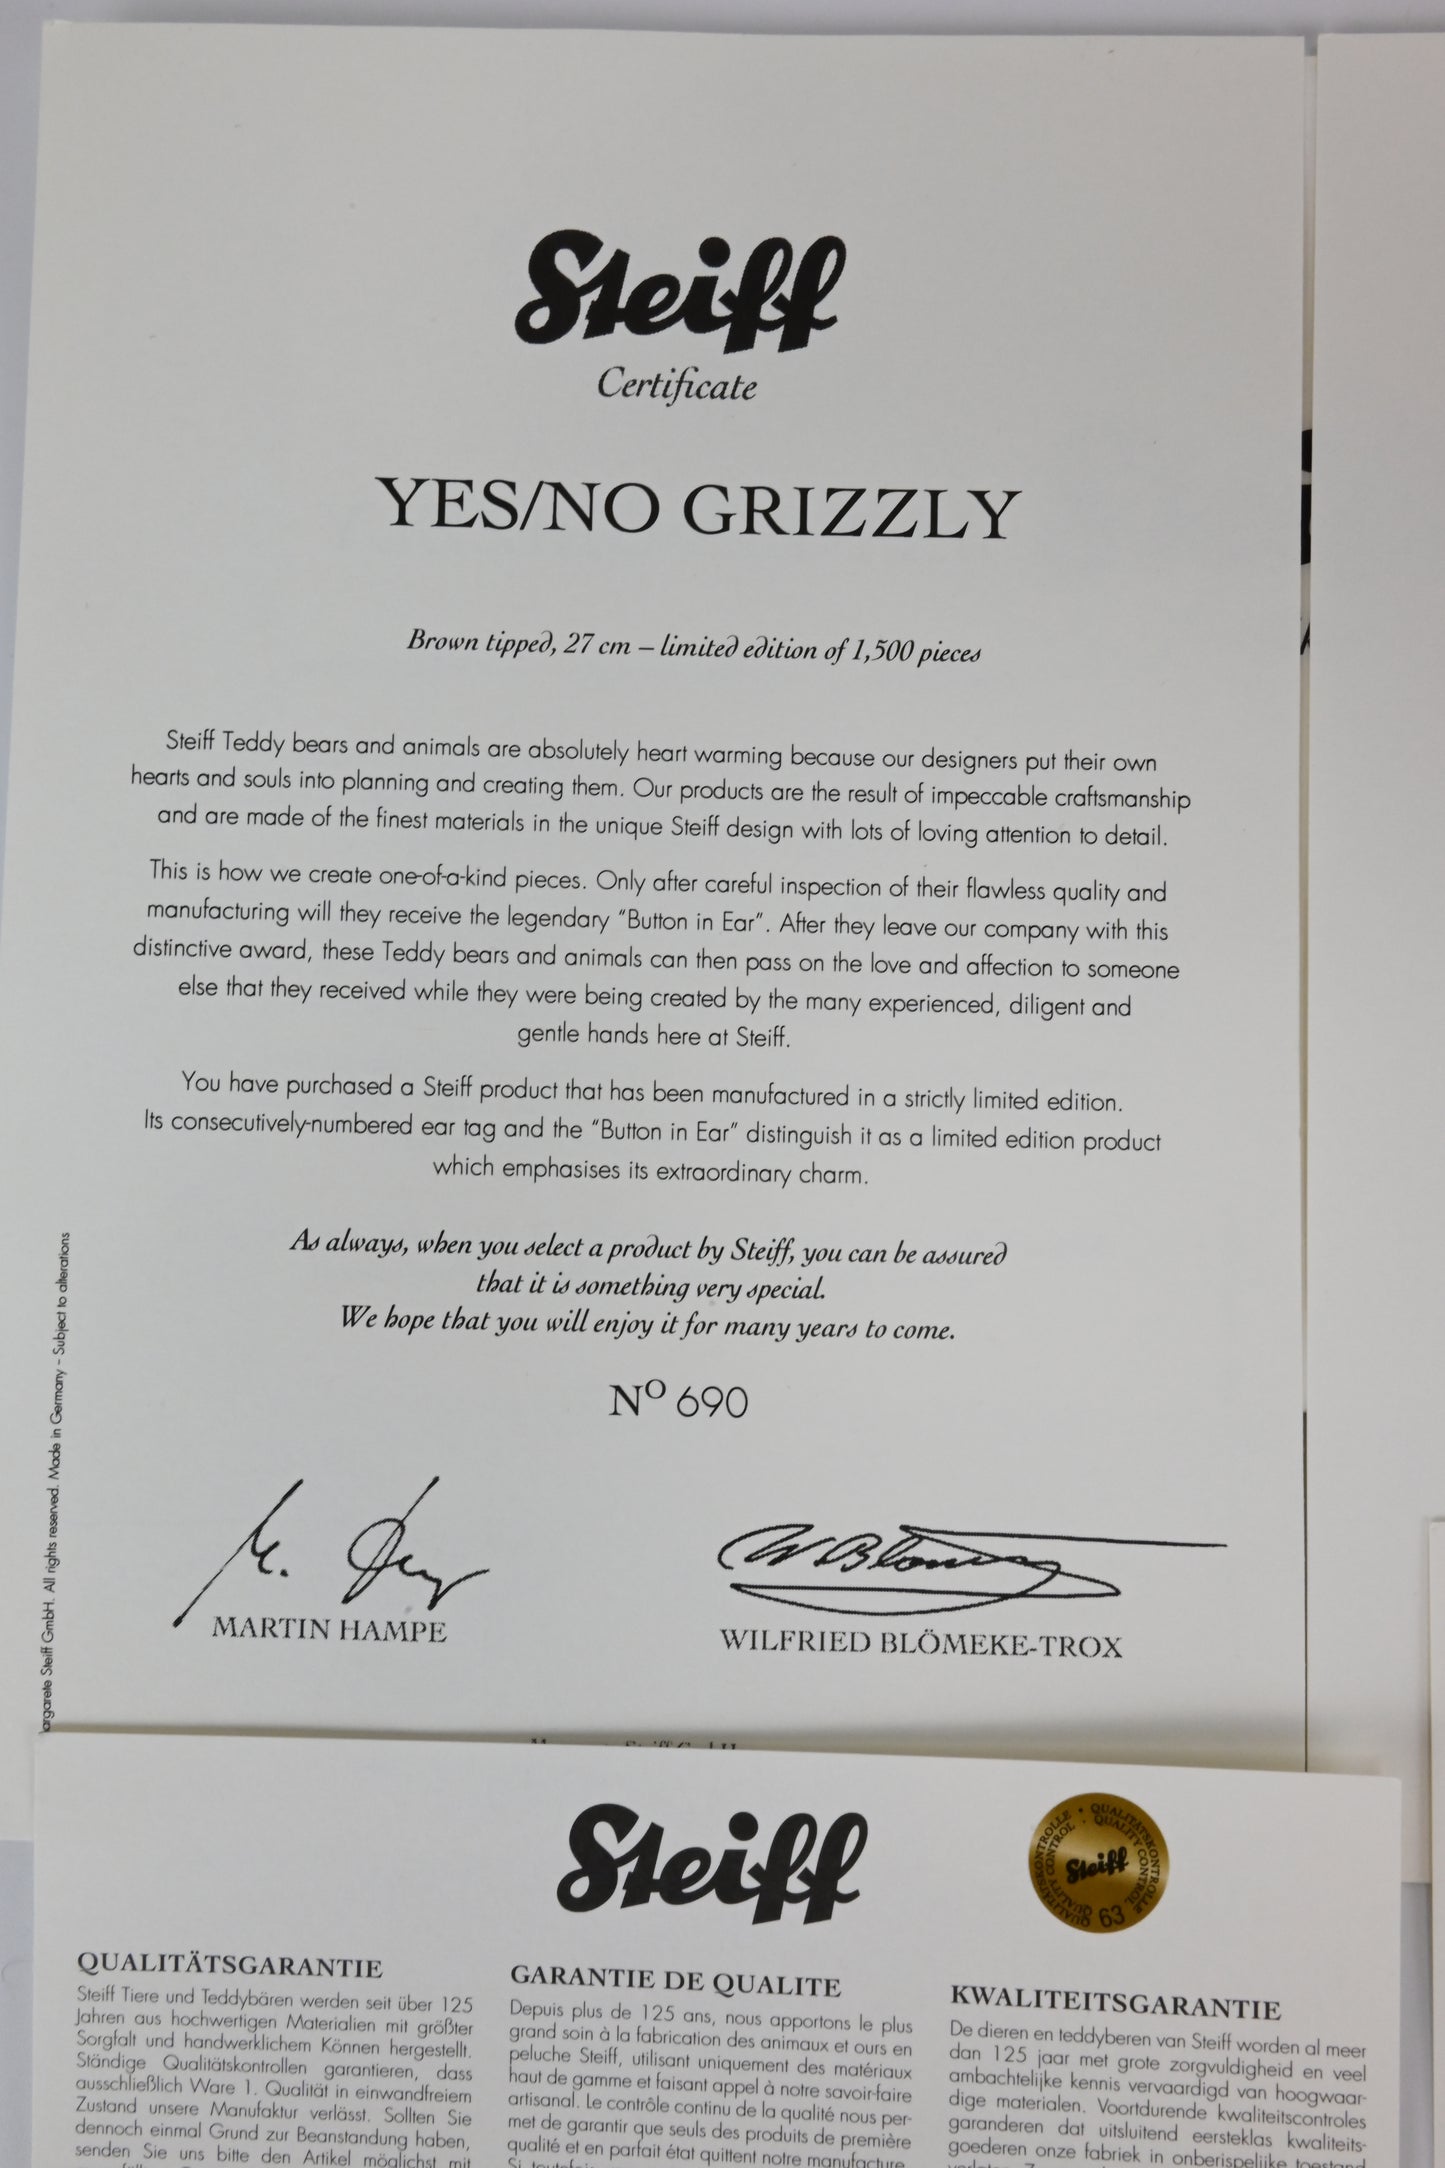 Steiff
Certificate
YES/NO GRIZZLY
Brown tipped, 27 cm – limited edition of 1,500 pieces
Steiff Teddy bears and animals are absolutely heart warming because our designers put their own
hearts and souls into planning and creating them. Our products are the result of impeccable craftsmanship
and are made of the finest materials in the unique Steiff design with lots of loving attention to detail.
This is how we create one-of-a-kind pieces. Only after careful inspection of their flawless quality and
manufacturing will they receive the legendary “Button in Ear”. After they leave our company with this
distinctive award, these Teddy bears and animals can then pass on the love and affection to someone
else that they received while they were being created by the many experienced, diligent and
gentle hands here at Steiff.
You have purchased a Steiff product that has been manufactured in a strictly limited edition.
Its consecutively-numbered ear tag and the “Button in Ear” distinguish it as a limited edition product
which emphasises its extraordinary charm.
As always, when you select a product by Steiff, you can be assured
that it is something very special.
We hope that you will enjoy it for many years to come.
Nº 690
MARTIN HAMPE
WILFRIED BLÖMEKE-TROX
argarete Steiff GmbH. All rights reserved. Made in Germany – Subject to alterations
Steiff
QUALITÄTSKONTROLLE · QUALITÄTSKONTROLLE
QUALITY CONTROL · QUALITY CONTROL
Steiff
63
QUALITÄTSGARANTIE
Steiff Tiere und Teddybären werden seit über 125
Jahren aus hochwertigen Materialien mit größter
Sorgfalt und handwerklichem Können hergestellt.
Ständige Qualitätskontrollen garantieren, dass
ausschließlich Ware 1. Qualität in einwandfreiem
Zustand unsere Manufaktur verlässt. Sollten Sie
dennoch einmal Grund zur Beanstandung haben,
senden Sie uns bitte den Artikel möglichst mit
GARANTIE DE QUALITE
Depuis plus de 125 ans, nous apportons le plus
grand soin à la fabrication des animaux et ours en
peluche Steiff, utilisant uniquement des matériaux
haut de gamme et faisant appel à notre savoir-faire
artisanal. Le contrôle continu de la qualité nous per-
met de garantir que seuls des produits de première
qualité et en parfait état quittent notre manufacture.
KWALITEITSGARANTIE
De dieren en teddyberen van Steiff worden al meer
dan 125 jaar met grote zorgvuldigheid en veel
ambachtelijke kennis vervaardigd van hoogwaar-
dige materialen. Voortdurende kwaliteitscontroles
garanderen dat uitsluitend eersteklas kwaliteits-
goederen onze fabriek in onberispelijke toestand